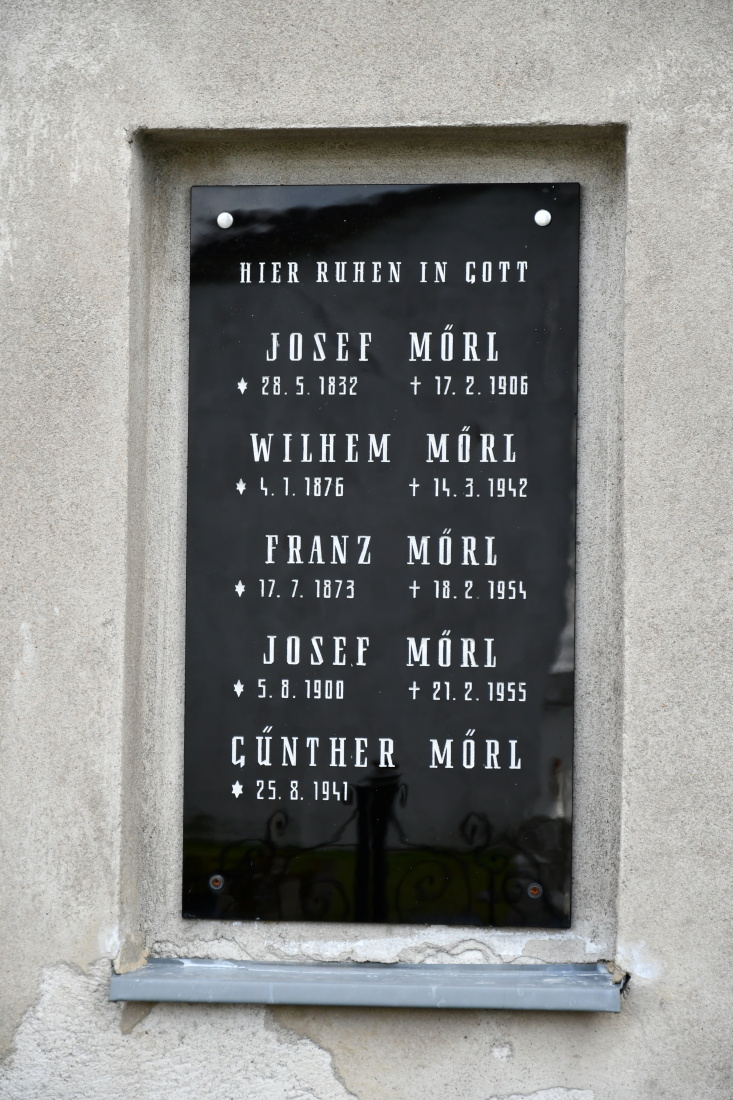 HIER RUHEN IN GOTT
JOSEF MŐRL
* 28. 5. 1832 † 17. 2. 1906
WILHEM MŐRL
* 4. 1. 1876 † 14. 3. 1942
FRANZ MŐRL
* 17. 7. 1873 † 18. 2. 1954
JOSEF MŐRL
* 5. 8. 1900 † 21. 2. 1955
GŰNTHER MŐRL
* 25. 8. 1941